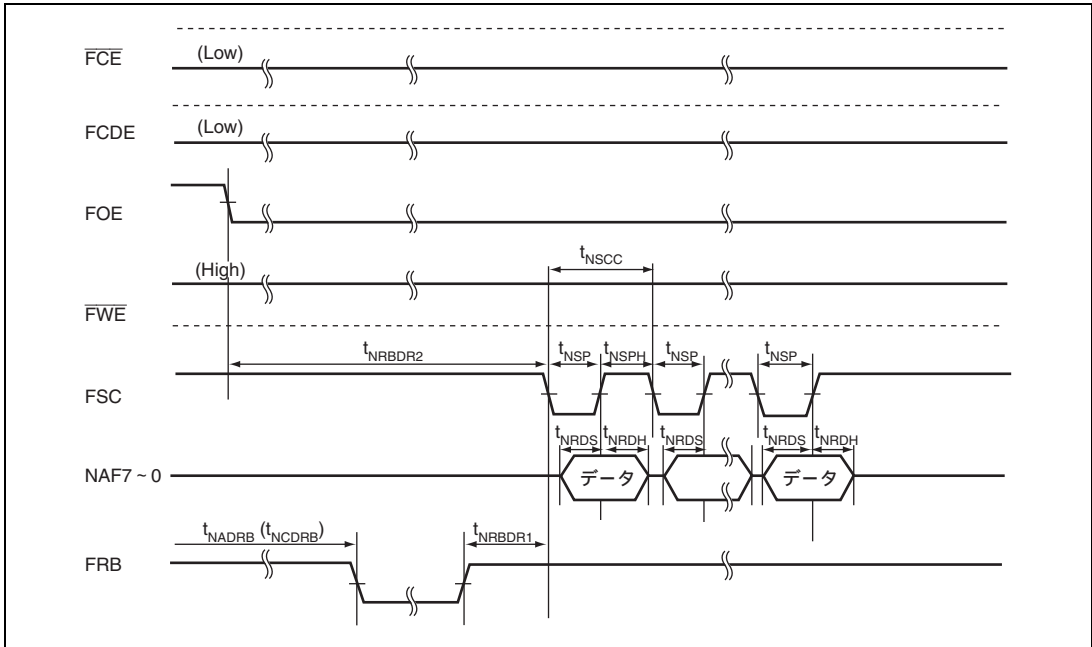 FCE (Low)
FCDE (Low)
FOE
(High) tNSCC
FWE
tNRBDR2 tNSP tNSPH tNSP tNSP
FSC
tNRDS tNRDH tNRDS tNRDS tNRDH
NAF7 ~ 0 データ データ
tNADRB (tNCDRB) tNRBDR1
FRB